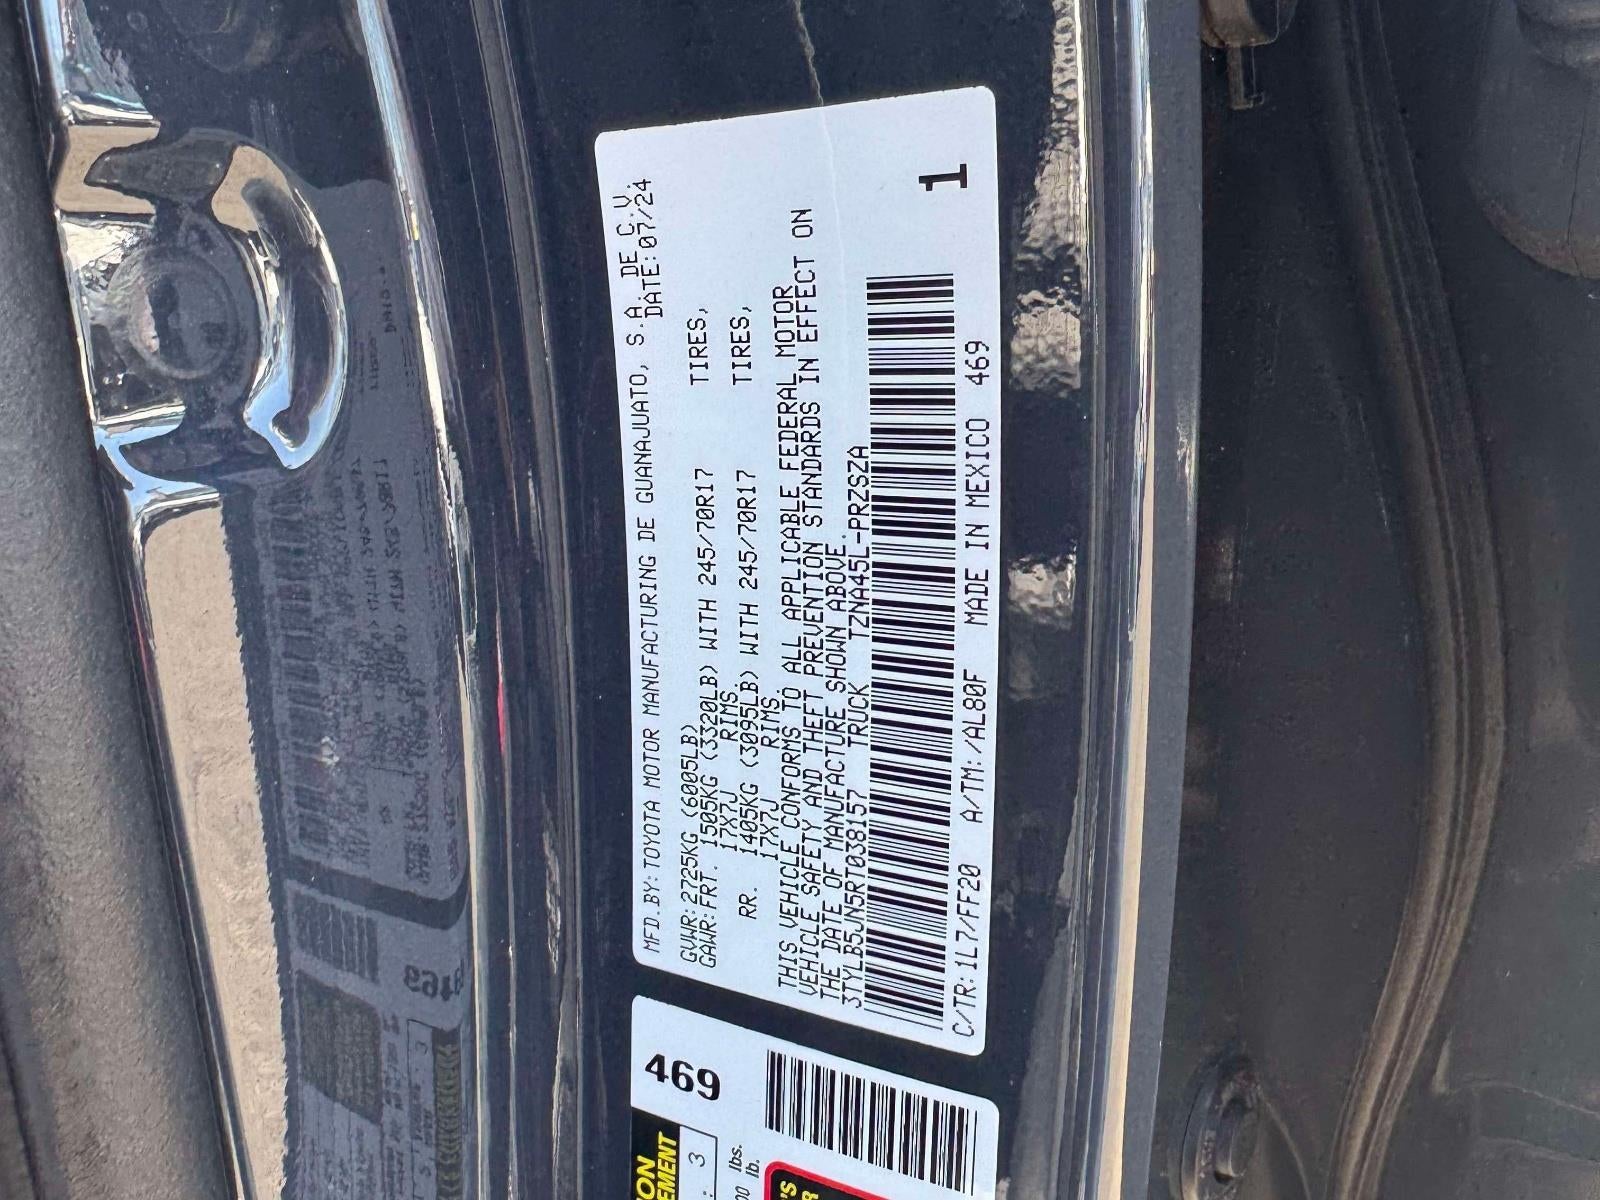 MFD.BY:TOYOTA MOTOR MANUFACTURING DE GUANAJUATO, S.A.DE C.V.
DATE:07/24
GVWR:2725KG (6005LB)
GAWR:FRT. 1505KG (3320LB) WITH 245/70R17 TIRES,
17X7J RIMS.
RR. 1405KG (3095LB) WITH 245/70R17 TIRES,
17X7J RIMS.
THIS VEHICLE CONFORMS TO ALL APPLICABLE FEDERAL MOTOR
VEHICLE SAFETY AND THEFT PREVENTION STANDARDS IN EFFECT ON
THE DATE OF MANUFACTURE SHOWN ABOVE.
3TYLB5JN5RT038157 TRUCK TZNA45L-PRZSZA
1
C/TR:1L7/FF20 A/TM:/AL80F MADE IN MEXICO 469
469
3
lbs.
lb.